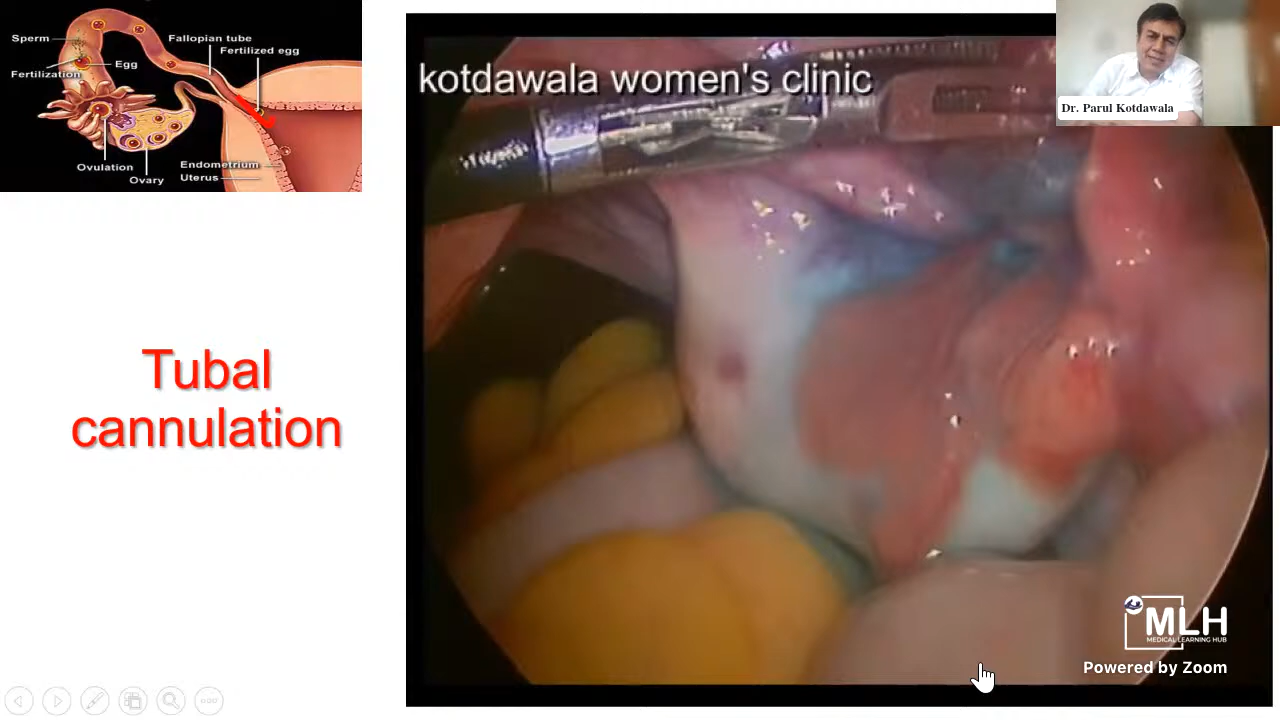 Sperm
Fallopian tube
Fertilized egg
Egg
Fertilization
Ovulation
Ovary
Endometrium
Uterus
Tubal
cannulation
kotdawala women's clinic
Dr. Parul Kotdawala
MLH
MEDICAL LEARNING HUB
Powered by Zoom